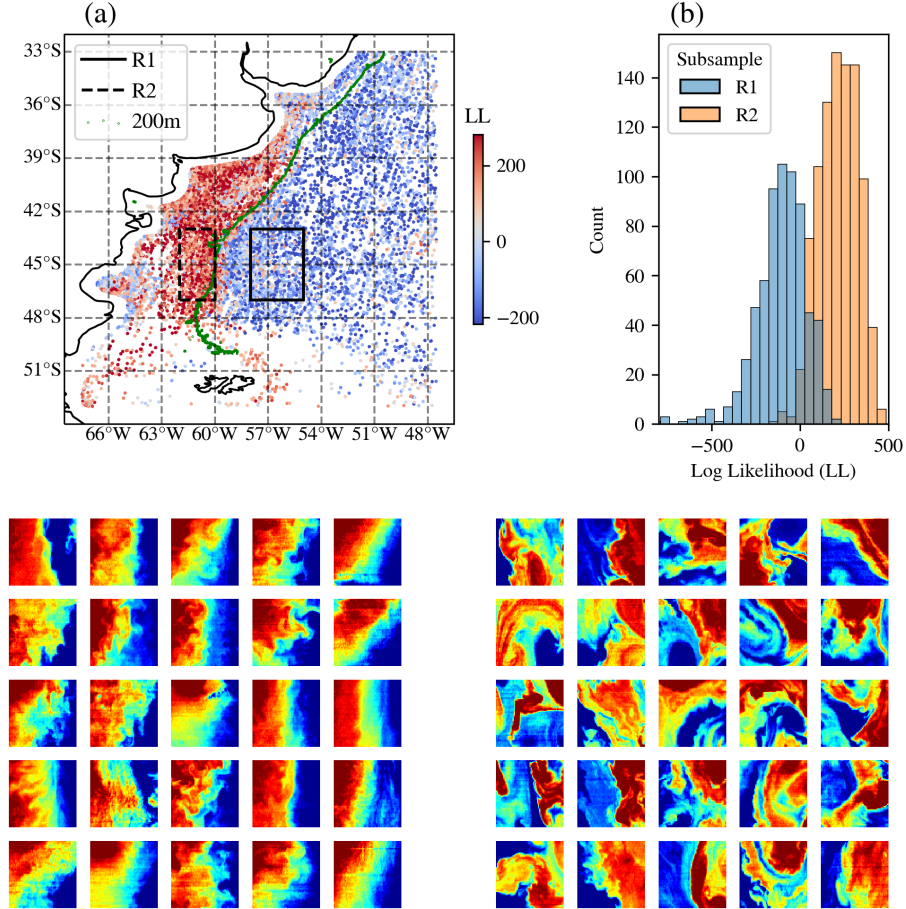 (a)
(b)
33°S
36°S
39°S
42°S
45°S
48°S
51°S
66°W
63°W
60°W
57°W
54°W
51°W
48°W
R1
R2
200m
LL
200
0
−200
Subsample
R1
R2
Count
140
120
100
80
60
40
20
0
−500
0
500
Log Likelihood (LL)